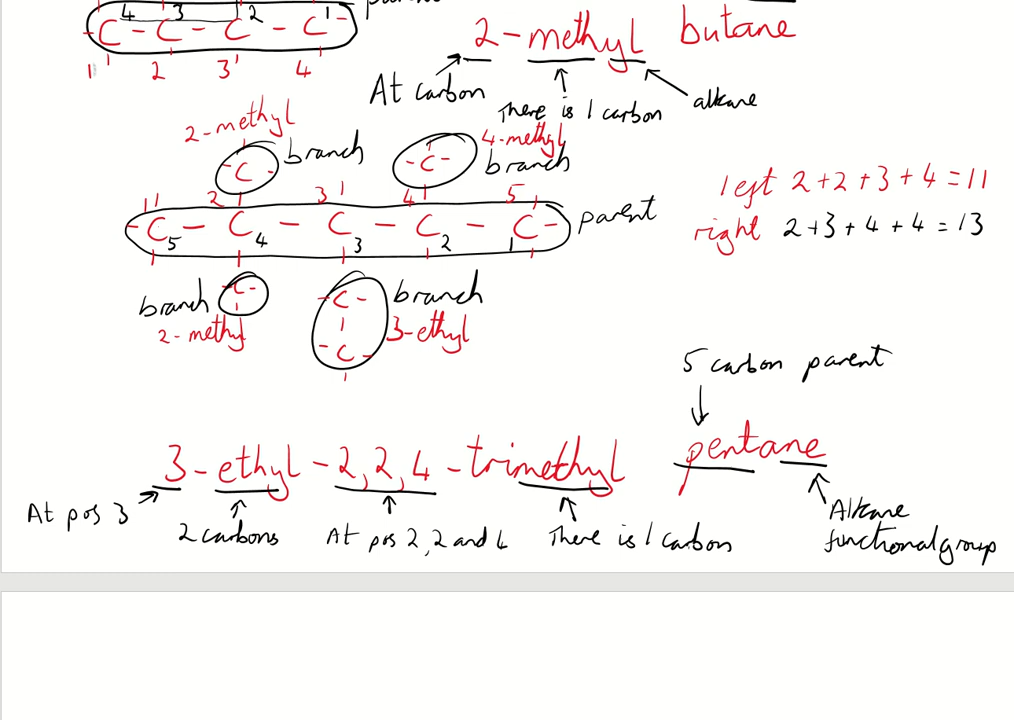 4 3 2 1
C - C - C - C -
1 2 3 4
2-methyl butane
At carbon
There is 1 carbon
alkane
2-methyl
branch
4-methyl
branch
- C -
- C -
1 2 3 4 5
- C5 - C4 - C3 - C2 - C1 -
parent
left 2+2+3+4=11
right 2+3+4+4=13
branch
2-methyl
- C -
- C -
- C -
branch
3-ethyl
5 carbon parent
3-ethyl-2,2,4-trimethyl pentane
At pos 3
2 carbons
At pos 2,2 and 4
There is 1 carbon
Alkane
functional group